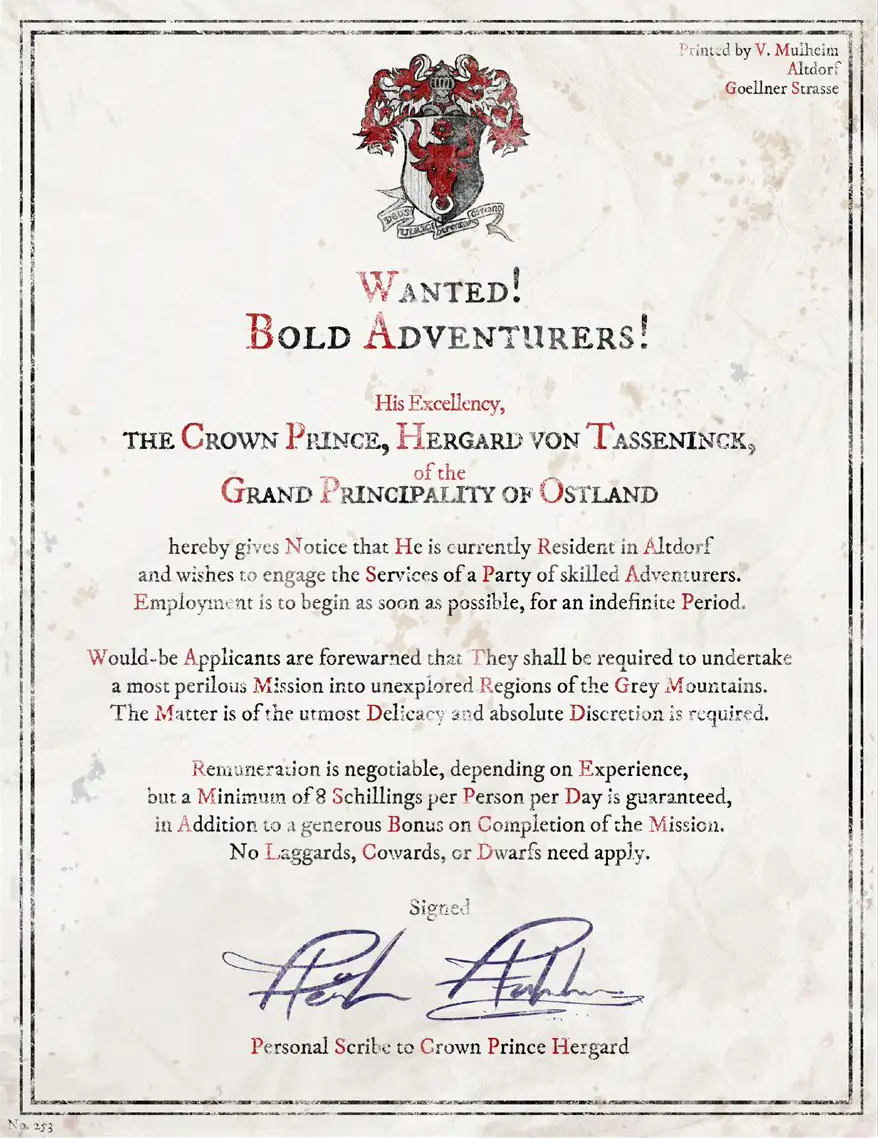 Printed by V. Mulheim
Altdorf
Goellner Strasse
Wanted!
Bold Adventurers!
His Excellency,
the Crown Prince, Hergard von Tasseninck,
of the
Grand Principality of Ostland
hereby gives Notice that He is currently Resident in Altdorf
and wishes to engage the Services of a Party of skilled Adventurers.
Employment is to begin as soon as possible, for an indefinite Period.
Would-be Applicants are forewarned that They shall be required to undertake
a most perilous Mission into unexplored Regions of the Grey Mountains.
The Matter is of the utmost Delicacy and absolute Discretion is required.
Remuneration is negotiable, depending on Experience,
but a Minimum of 8 Schillings per Person per Day is guaranteed,
in Addition to a generous Bonus on Completion of the Mission.
No Laggards, Cowards, or Dwarfs need apply.
Signed
Personal Scribe to Crown Prince Hergard
No. 253